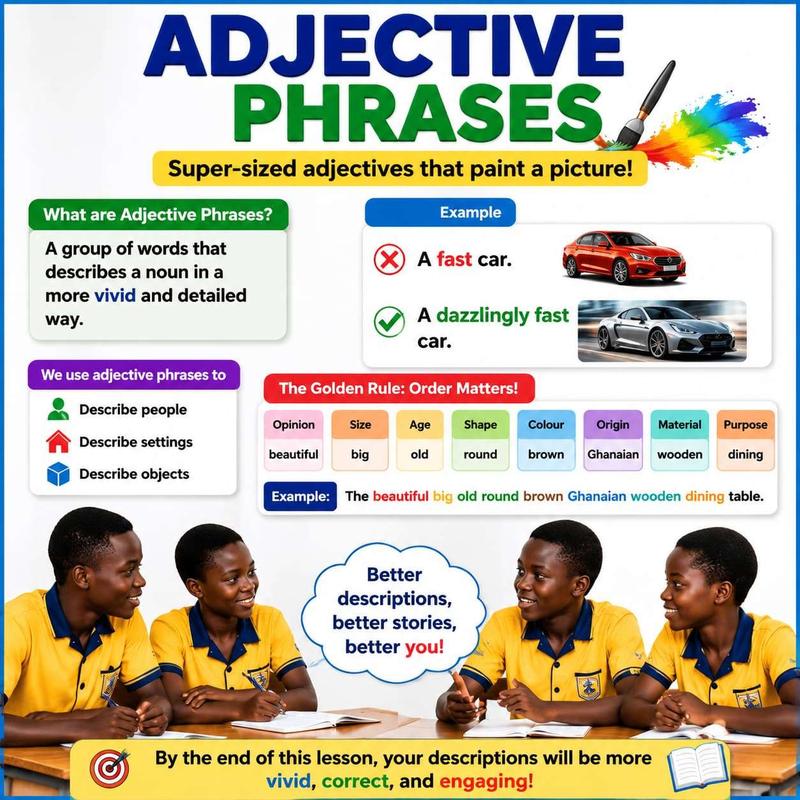 ADJECTIVE
PHRASES
Super-sized adjectives that paint a picture!
What are Adjective Phrases?
A group of words that
describes a noun in a
more vivid and detailed
way.
Example
A fast car.
A dazzlingly fast
car.
We use adjective phrases to
Describe people
Describe settings
Describe objects
The Golden Rule: Order Matters!
Opinion Size Age Shape Colour Origin Material Purpose
beautiful big old round brown Ghanaian wooden dining
Example: The beautiful big old round brown Ghanaian wooden dining table.
Better
descriptions,
better stories,
better you!
By the end of this lesson, your descriptions will be more
vivid, correct, and engaging!